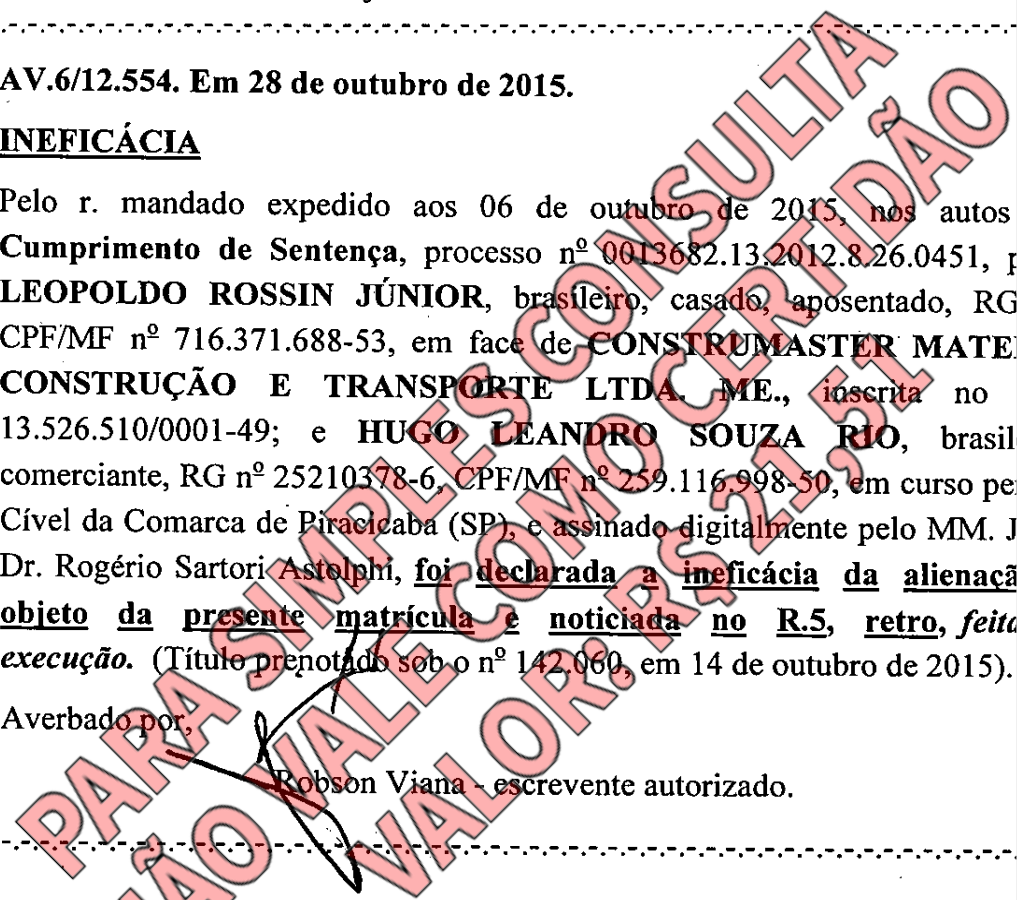 AV.6/12.554. Em 28 de outubro de 2015.
INEFICÁCIA
Pelo r. mandado expedido aos 06 de outubro de 2015, nos autos
Cumprimento de Sentença, processo nº 0013682.13.2012.8.26.0451, p
LEOPOLDO ROSSIN JÚNIOR, brasileiro, casado, aposentado, RG
CPF/MF nº 716.371.688-53, em face de CONSTRUMASTER MATE
CONSTRUÇÃO E TRANSPORTE LTDA. ME., inscrita no
13.526.510/0001-49; e HUGO LEANDRO SOUZA RIO, brasil
comerciante, RG nº 25210378-6, CPF/MF nº 259.116.998-50, em curso pe
Cível da Comarca de Piracicaba (SP), e assinado digitalmente pelo MM. J
Dr. Rogério Sartori Astolphi, foi declarada a ineficácia da alienaçã
objeto da presente matrícula e noticiada no R.5, retro, feita
execução. (Título prenotado sob o nº 142.060, em 14 de outubro de 2015).
Averbado por,
Robson Viana - escrevente autorizado.
PARA SIMPLES CONSULTA
NÃO VALE COMO CERTIDÃO
VALOR: R$ 21,51